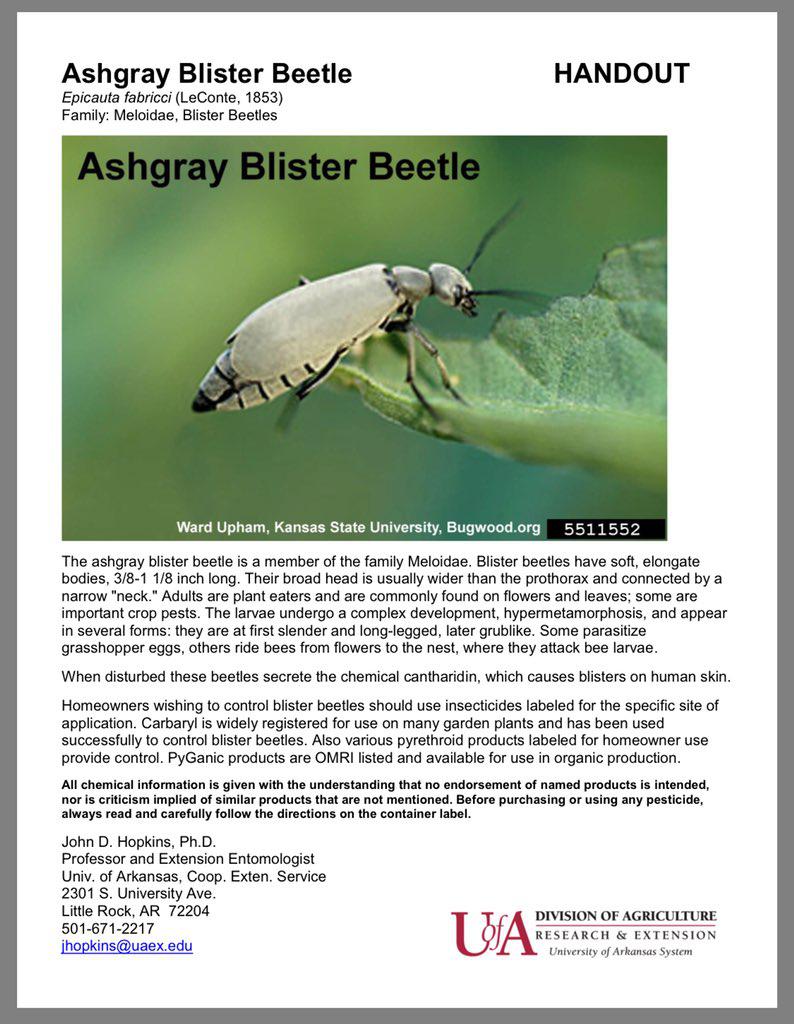 Ashgray Blister Beetle HANDOUT
Epicauta fabricci (LeConte, 1853)
Family: Meloidae, Blister Beetles
Ashgray Blister Beetle
Ward Upham, Kansas State University, Bugwood.org 5511552
The ashgray blister beetle is a member of the family Meloidae. Blister beetles have soft, elongate
bodies, 3/8-1 1/8 inch long. Their broad head is usually wider than the prothorax and connected by a
narrow "neck." Adults are plant eaters and are commonly found on flowers and leaves; some are
important crop pests. The larvae undergo a complex development, hypermetamorphosis, and appear
in several forms: they are at first slender and long-legged, later grublike. Some parasitize
grasshopper eggs, others ride bees from flowers to the nest, where they attack bee larvae.
When disturbed these beetles secrete the chemical cantharidin, which causes blisters on human skin.
Homeowners wishing to control blister beetles should use insecticides labeled for the specific site of
application. Carbaryl is widely registered for use on many garden plants and has been used
successfully to control blister beetles. Also various pyrethroid products labeled for homeowner use
provide control. PyGanic products are OMRI listed and available for use in organic production.
All chemical information is given with the understanding that no endorsement of named products is intended,
nor is criticism implied of similar products that are not mentioned. Before purchasing or using any pesticide,
always read and carefully follow the directions on the container label.
John D. Hopkins, Ph.D.
Professor and Extension Entomologist
Univ. of Arkansas, Coop. Exten. Service
2301 S. University Ave.
Little Rock, AR 72204
501-671-2217
jhopkins@uaex.edu
UofA DIVISION OF AGRICULTURE
RESEARCH & EXTENSION
University of Arkansas System